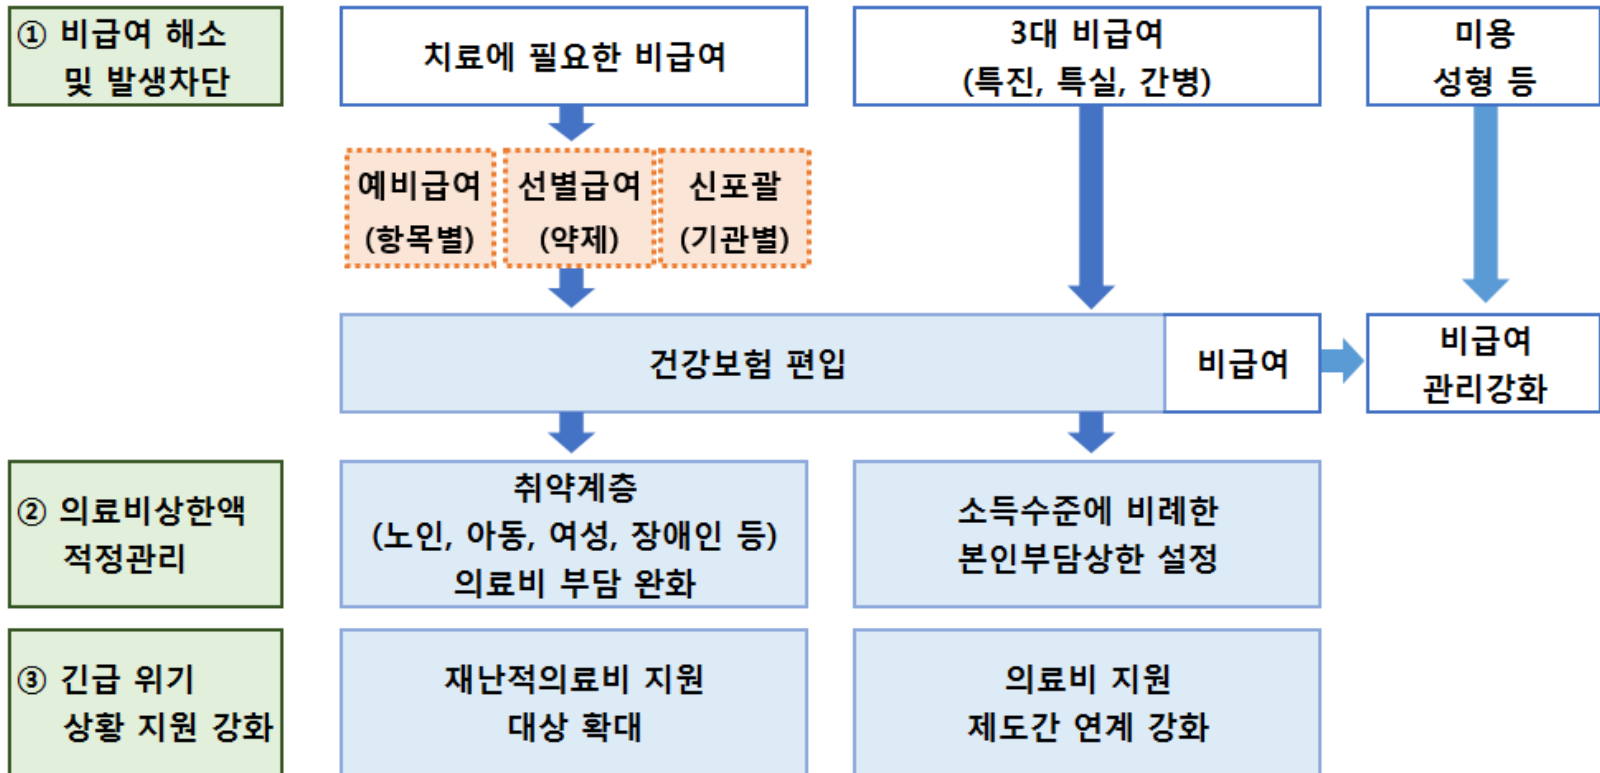 ① 비급여 해소
및 발생차단
치료에 필요한 비급여
3대 비급여
(특진, 특실, 간병)
미용
성형 등
예비급여
(항목별)
선별급여
(약제)
신포괄
(기관별)
건강보험 편입
비급여
비급여
관리강화
② 의료비상한액
적정관리
취약계층
(노인, 아동, 여성, 장애인 등)
의료비 부담 완화
소득수준에 비례한
본인부담상한 설정
③ 긴급 위기
상황 지원 강화
재난적의료비 지원
대상 확대
의료비 지원
제도간 연계 강화